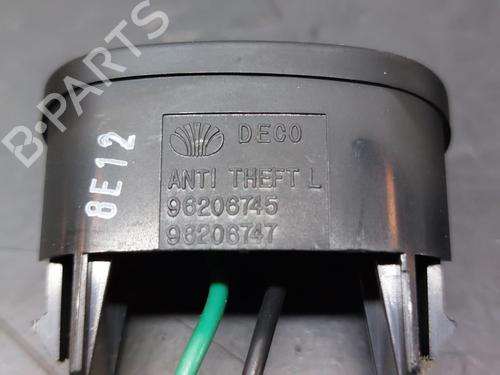 B-PARTS
DECO
ANTI THEFT L
96206745
96206747
8E12